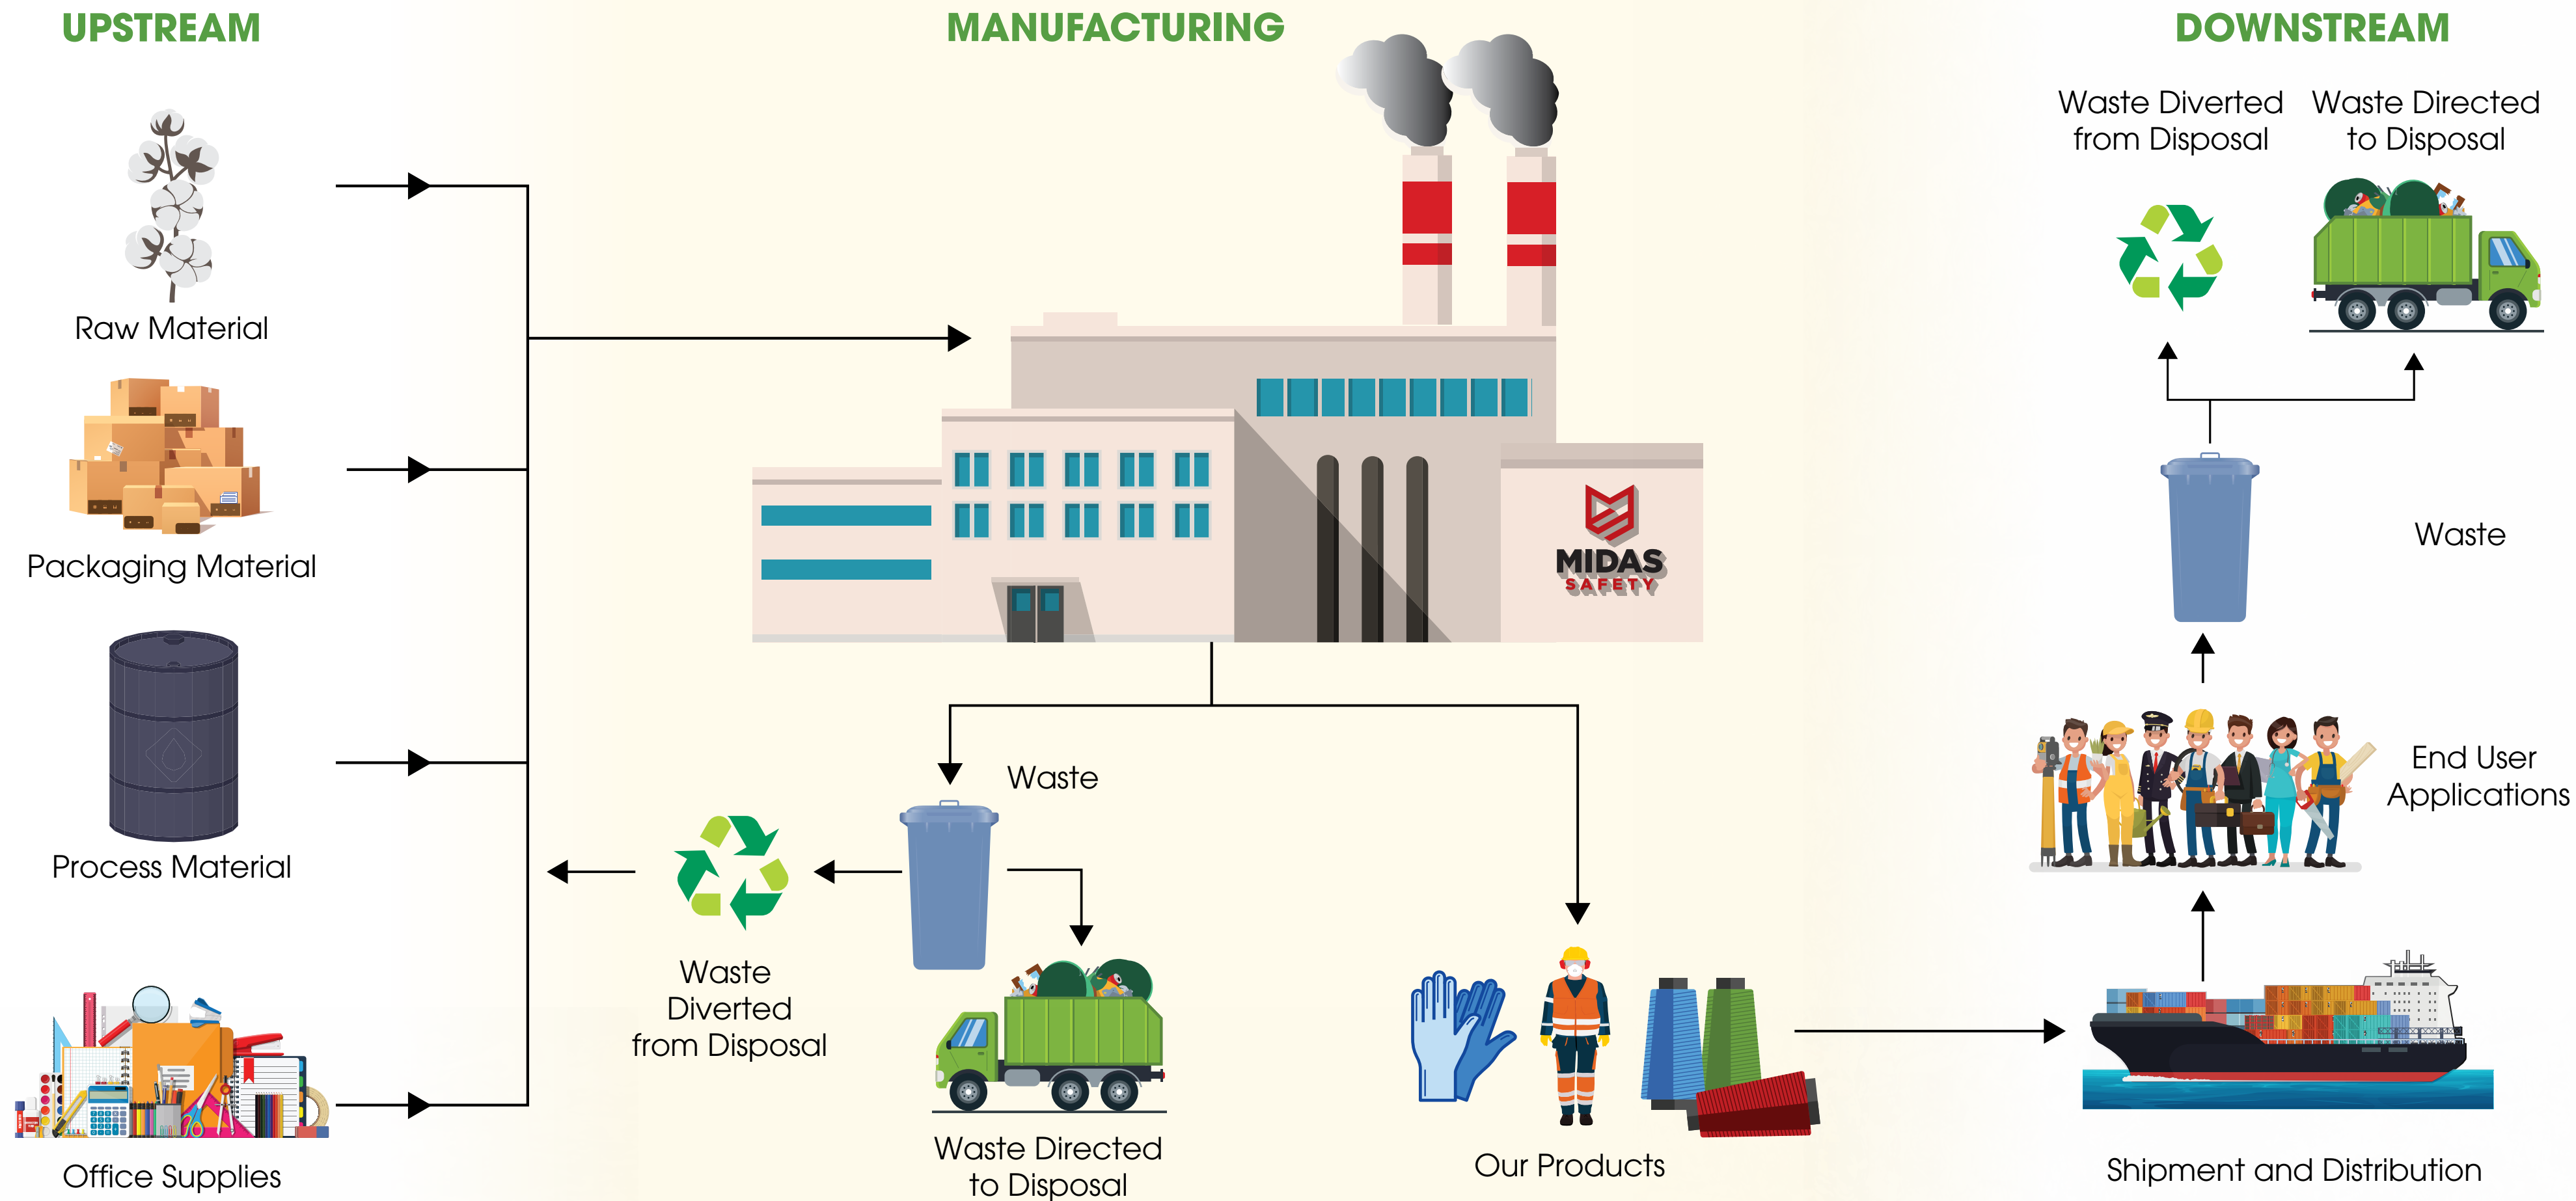 UPSTREAM
MANUFACTURING
DOWNSTREAM
Raw Material
Packaging Material
Process Material
Office Supplies
MIDAS
SAFETY
Waste
Waste
Diverted
from Disposal
Waste Directed
to Disposal
Our Products
Waste Diverted
from Disposal
Waste Directed
to Disposal
Waste
End User
Applications
Shipment and Distribution